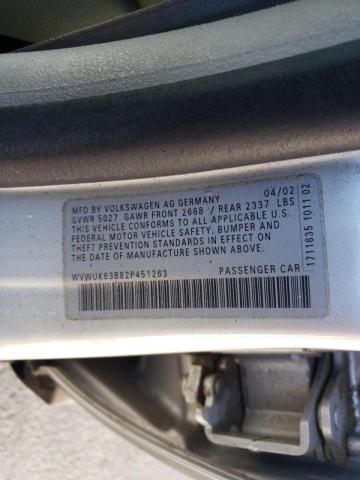 04/02
MFD BY VOLKSWAGEN AG GERMANY
GVWR 5027 GAWR FRONT 2668 / REAR 2337 LBS
THIS VEHICLE CONFORMS TO ALL APPLICABLE U.S.
FEDERAL MOTOR VEHICLE SAFETY, BUMPER AND
THEFT PREVENTION STANDARDS IN EFFECT ON
THE DATE OF MANUFACTURE SHOWN ABOVE.
WVWUK63B82P451263 PASSENGER CAR
1711835 1011 02